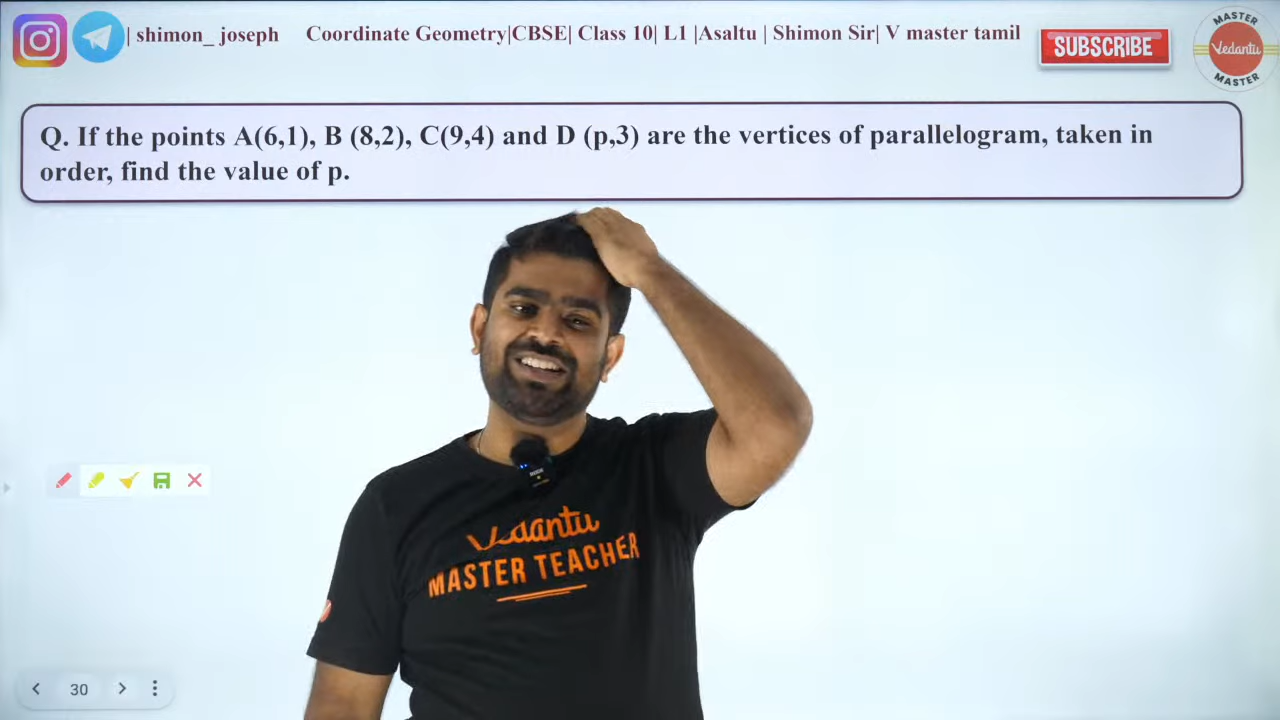 | shimon_ joseph Coordinate Geometry|CBSE| Class 10| L1 |Asaltu | Shimon Sir| V master tamil
SUBSCRIBE
MASTER
Vedantu
MASTER
Q. If the points A(6,1), B (8,2), C(9,4) and D (p,3) are the vertices of parallelogram, taken in
order, find the value of p.
Vedantu
MASTER TEACHER
30